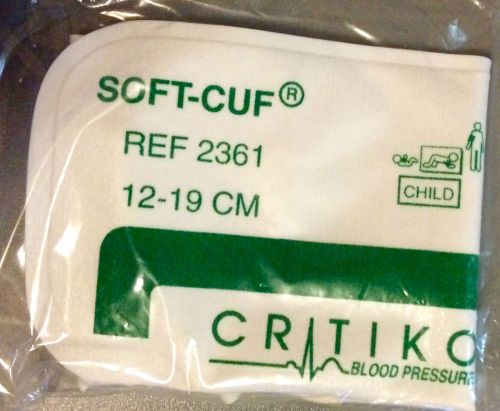 SOFT-CUF®
REF 2361
12-19 CM
CHILD
CRITIKO
BLOOD PRESSURE